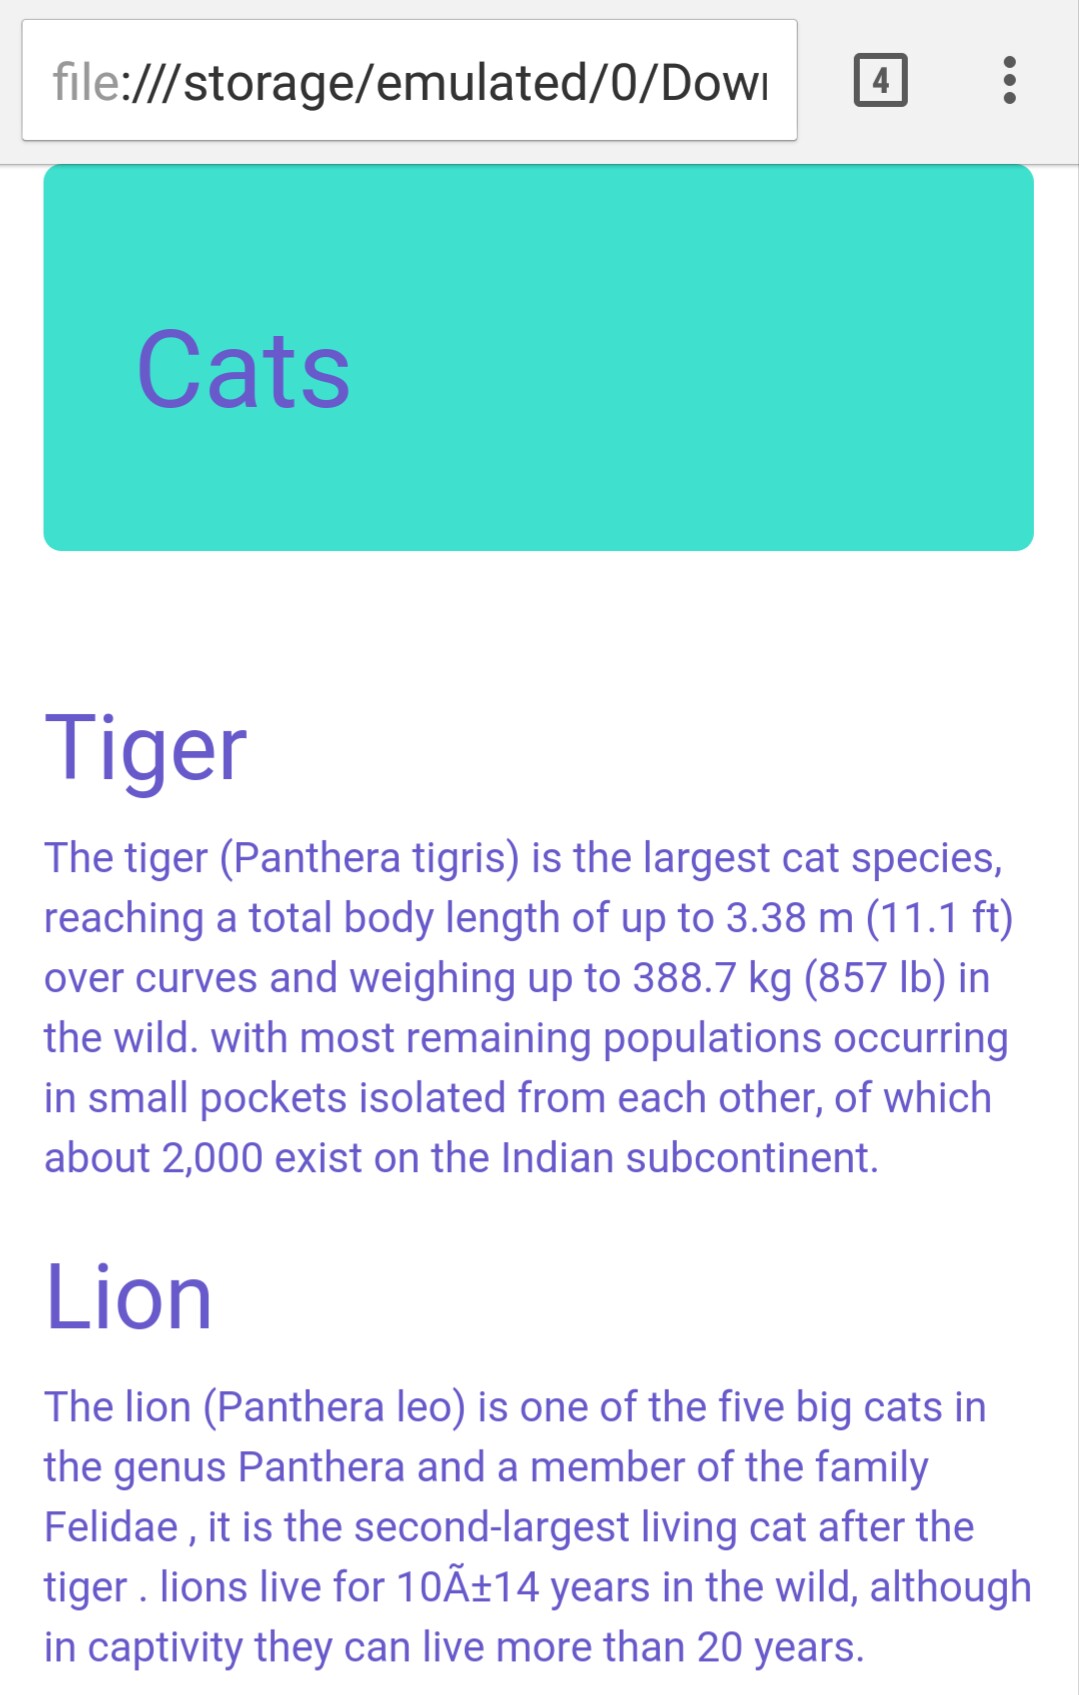 file:///storage/emulated/0/Dow
4
Cats
Tiger
The tiger (Panthera tigris) is the largest cat species,
reaching a total body length of up to 3.38 m (11.1 ft)
over curves and weighing up to 388.7 kg (857 lb) in
the wild. with most remaining populations occurring
in small pockets isolated from each other, of which
about 2,000 exist on the Indian subcontinent.
Lion
The lion (Panthera leo) is one of the five big cats in
the genus Panthera and a member of the family
Felidae , it is the second-largest living cat after the
tiger . lions live for 10Ã±14 years in the wild, although
in captivity they can live more than 20 years.